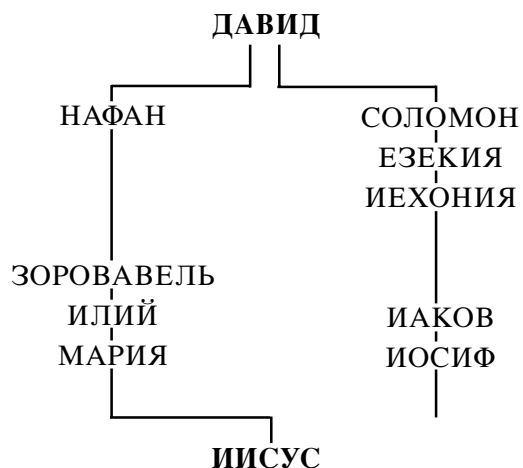 ДАВИД
НАФАН
СОЛОМОН
ЕЗЕКИЯ
ИЕХОНИЯ
ЗОРОВАВЕЛЬ
ИЛИЙ
ИАКОВ
МАРИЯ
ИОСИФ
ИИСУС